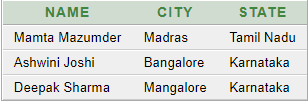 NAME CITY STATE
Mamta Mazumder Madras Tamil Nadu
Ashwini Joshi Bangalore Karnataka
Deepak Sharma Mangalore Karnataka